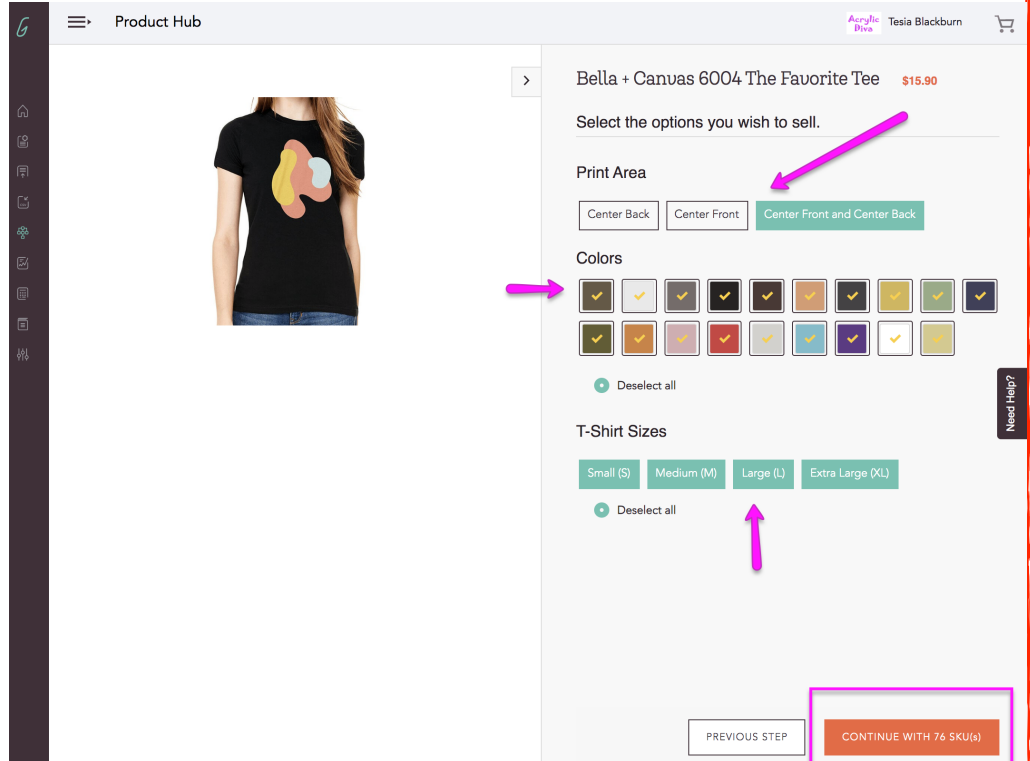 Product Hub
Acrylic
Diva
Tesia Blackburn
Bella + Canvas 6004 The Favorite Tee $15.90
Select the options you wish to sell.
Print Area
Center Back
Center Front
Center Front and Center Back
Colors
Deselect all
Need Help?
T-Shirt Sizes
Small (S)
Medium (M)
Large (L)
Extra Large (XL)
Deselect all
PREVIOUS STEP
CONTINUE WITH 76 SKU(s)